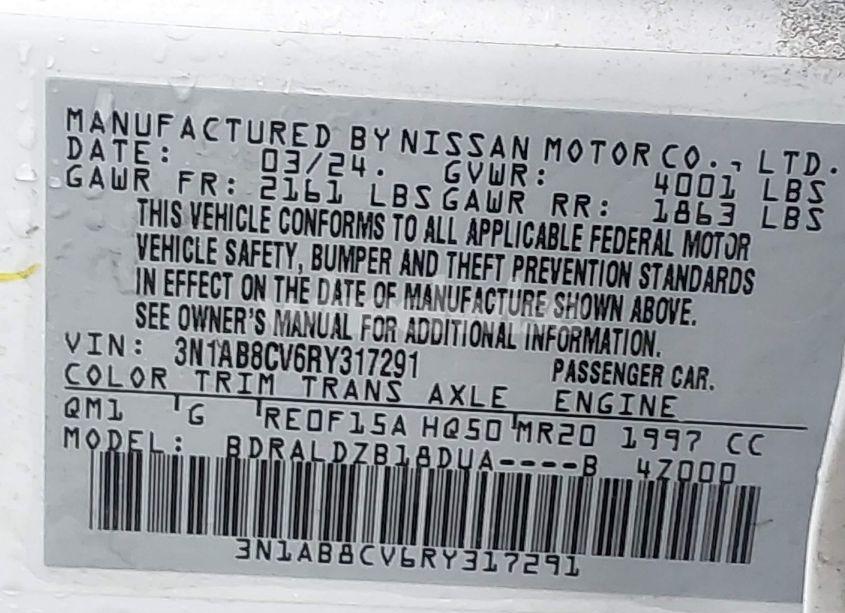 MANUFACTURED BY NISSAN MOTOR CO., LTD.
DATE: 03/24. GVWR: 4001 LBS
GAWR FR: 2161 LBS GAWR RR: 1863 LBS
THIS VEHICLE CONFORMS TO ALL APPLICABLE FEDERAL MOTOR
VEHICLE SAFETY, BUMPER AND THEFT PREVENTION STANDARDS
IN EFFECT ON THE DATE OF MANUFACTURE SHOWN ABOVE.
SEE OWNER'S MANUAL FOR ADDITIONAL INFORMATION.
VIN: 3N1AB8CV6RY317291 PASSENGER CAR.
COLOR TRIM TRANS AXLE ENGINE
QM1 G RE0F15A HQ50 MR20 1997 CC
MODEL: BDRALDZB18DUA----B 4Z000
3N1AB8CV6RY317291